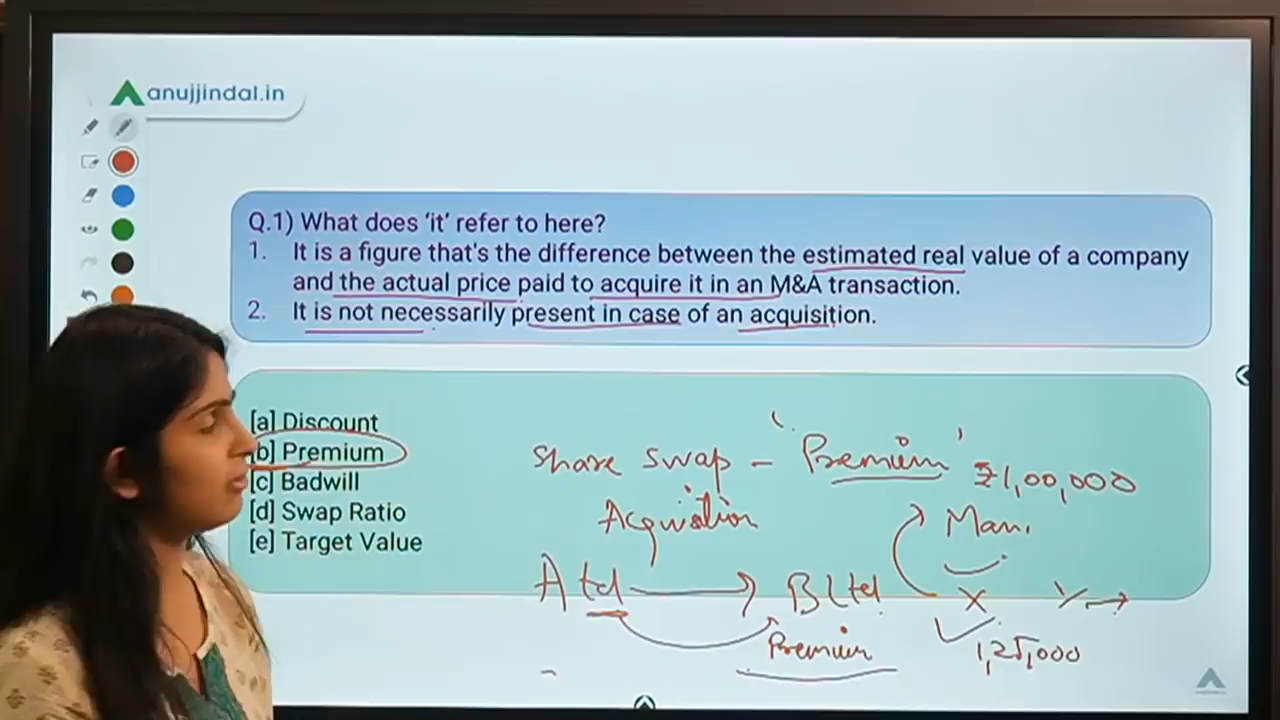 anujjindal.in
Q.1) What does 'it' refer to here?
1. It is a figure that's the difference between the estimated real value of a company
and the actual price paid to acquire it in an M&A transaction.
2. It is not necessarily present in case of an acquisition.
[a] Discount
[b] Premium
[c] Badwill
[d] Swap Ratio
[e] Target Value
Share swap - 'Premium' ₹1,00,000
Acquisition
Man.
A td B Ltd X Y
Premium 1,25,000